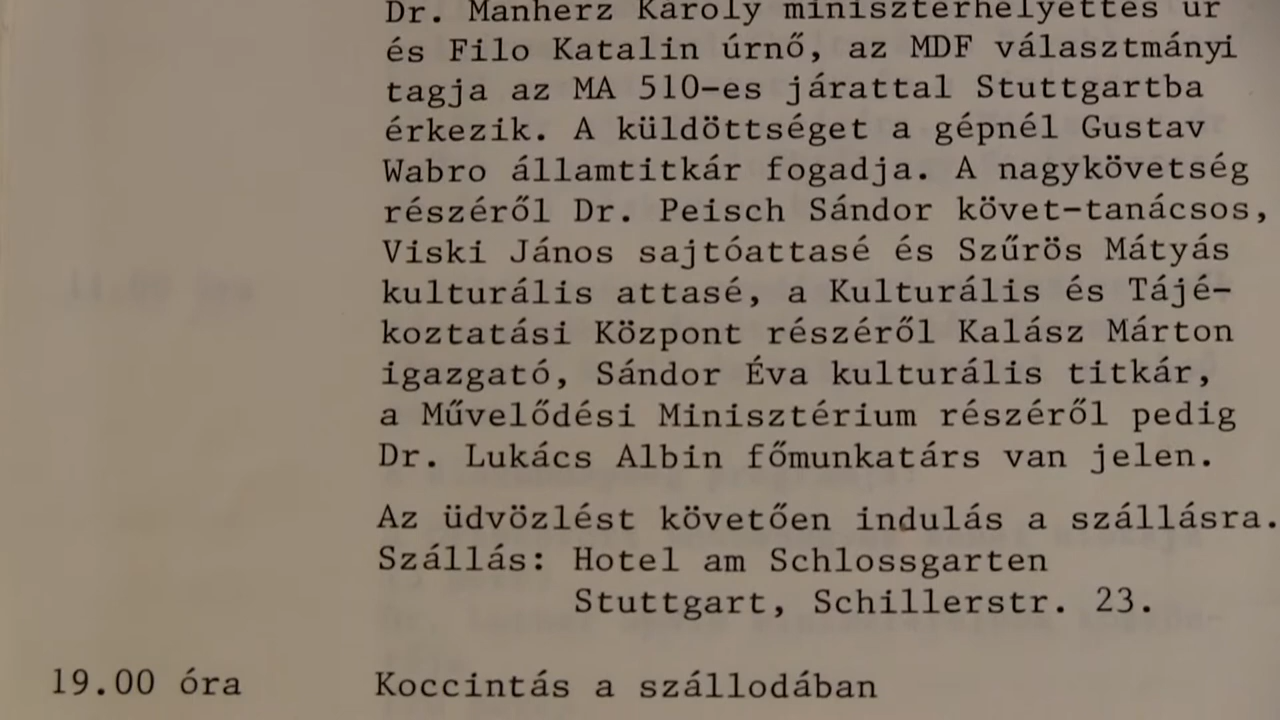 Dr. Manherz Károly miniszterhelyettes úr
és Filo Katalin úrnő, az MDF választmányi
tagja az MA 510-es járattal Stuttgartba
érkezik. A küldöttséget a gépnél Gustav
Wabro államtitkár fogadja. A nagykövetség
részéről Dr. Peisch Sándor követ-tanácsos,
Viski János sajtóattasé és Szűrös Mátyás
kulturális attasé, a Kulturális és Tájé-
koztatási Központ részéről Kalász Márton
igazgató, Sándor Éva kulturális titkár,
a Művelődési Minisztérium részéről pedig
Dr. Lukács Albin főmunkatárs van jelen.
Az üdvözlést követően indulás a szállásra.
Szállás: Hotel am Schlossgarten
Stuttgart, Schillerstr. 23.
19.00 óra Koccintás a szállodában